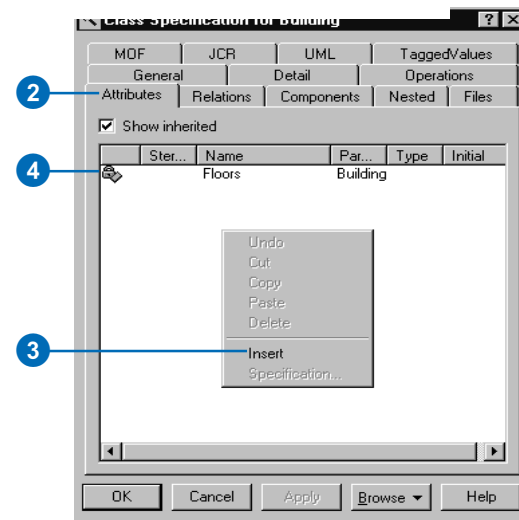 Class Specification for Building
MOF JCR UML TaggedValues
General Detail Operations
2 Attributes Relations Components Nested Files
Show inherited
Ster... Name Par... Type Initial
4 Floors Building
Undo
Cut
Copy
Paste
Delete
3 Insert
Specification...
OK Cancel Apply Browse Help